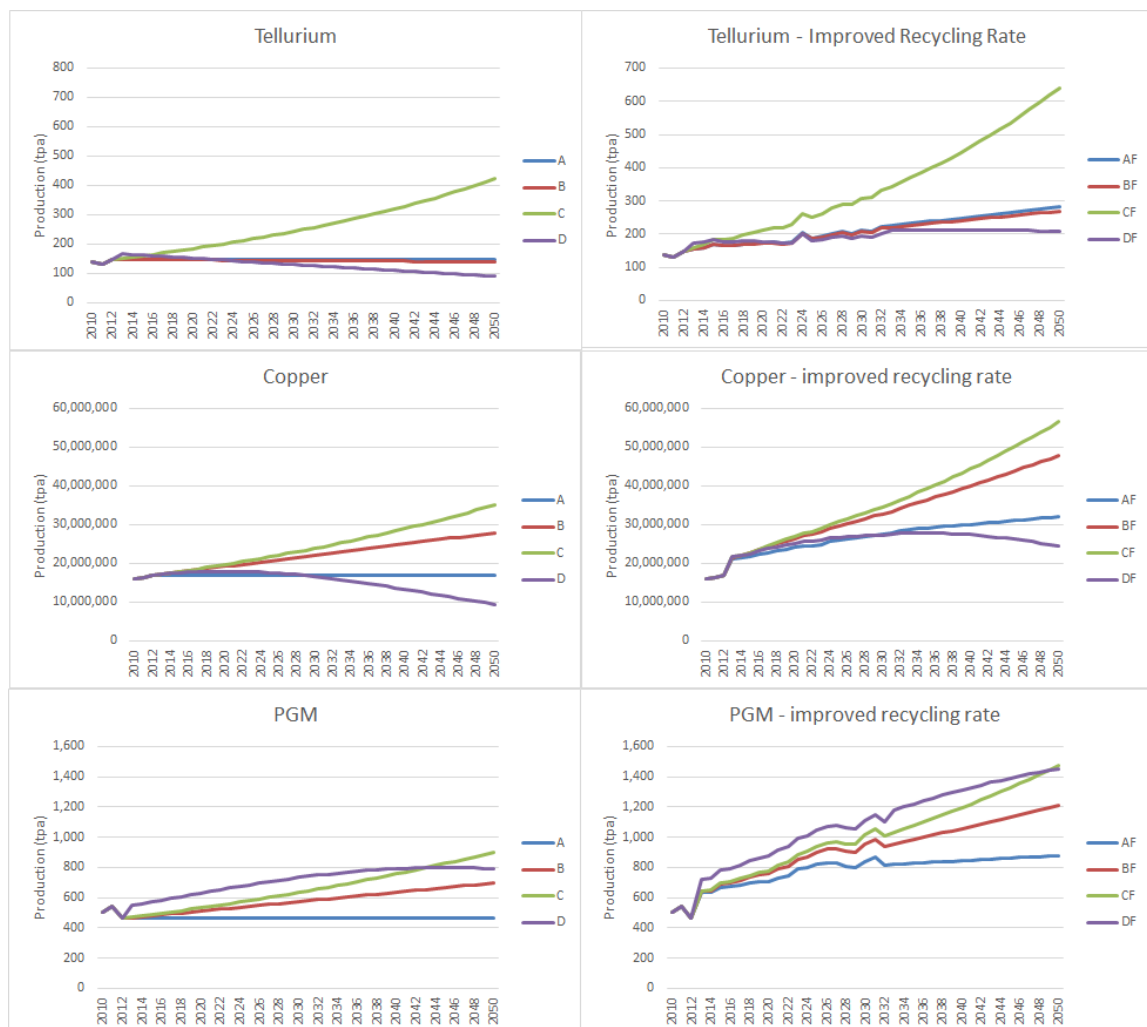 Tellurium
Production (tpa)
800
700
600
500
400
300
200
100
0
2010 2012 2014 2016 2018 2020 2022 2024 2026 2028 2030 2032 2034 2036 2038 2040 2042 2044 2046 2048 2050
A
B
C
D
Tellurium - Improved Recycling Rate
Production (tpa)
700
600
500
400
300
200
100
0
2010 2012 2014 2016 2018 2020 2022 2024 2026 2028 2030 2032 2034 2036 2038 2040 2042 2044 2046 2048 2050
AF
BF
CF
DF
Copper
Production (tpa)
60,000,000
50,000,000
40,000,000
30,000,000
20,000,000
10,000,000
0
2010 2012 2014 2016 2018 2020 2022 2024 2026 2028 2030 2032 2034 2036 2038 2040 2042 2044 2046 2048 2050
A
B
C
D
Copper - improved recycling rate
Production (tpa)
60,000,000
50,000,000
40,000,000
30,000,000
20,000,000
10,000,000
0
2010 2012 2014 2016 2018 2020 2022 2024 2026 2028 2030 2032 2034 2036 2038 2040 2042 2044 2046 2048 2050
AF
BF
CF
DF
PGM
Production (tpa)
1,600
1,400
1,200
1,000
800
600
400
200
0
2010 2012 2014 2016 2018 2020 2022 2024 2026 2028 2030 2032 2034 2036 2038 2040 2042 2044 2046 2048 2050
A
B
C
D
PGM - improved recycling rate
Production (tpa)
1,600
1,400
1,200
1,000
800
600
400
200
0
2010 2012 2014 2016 2018 2020 2022 2024 2026 2028 2030 2032 2034 2036 2038 2040 2042 2044 2046 2048 2050
AF
BF
CF
DF